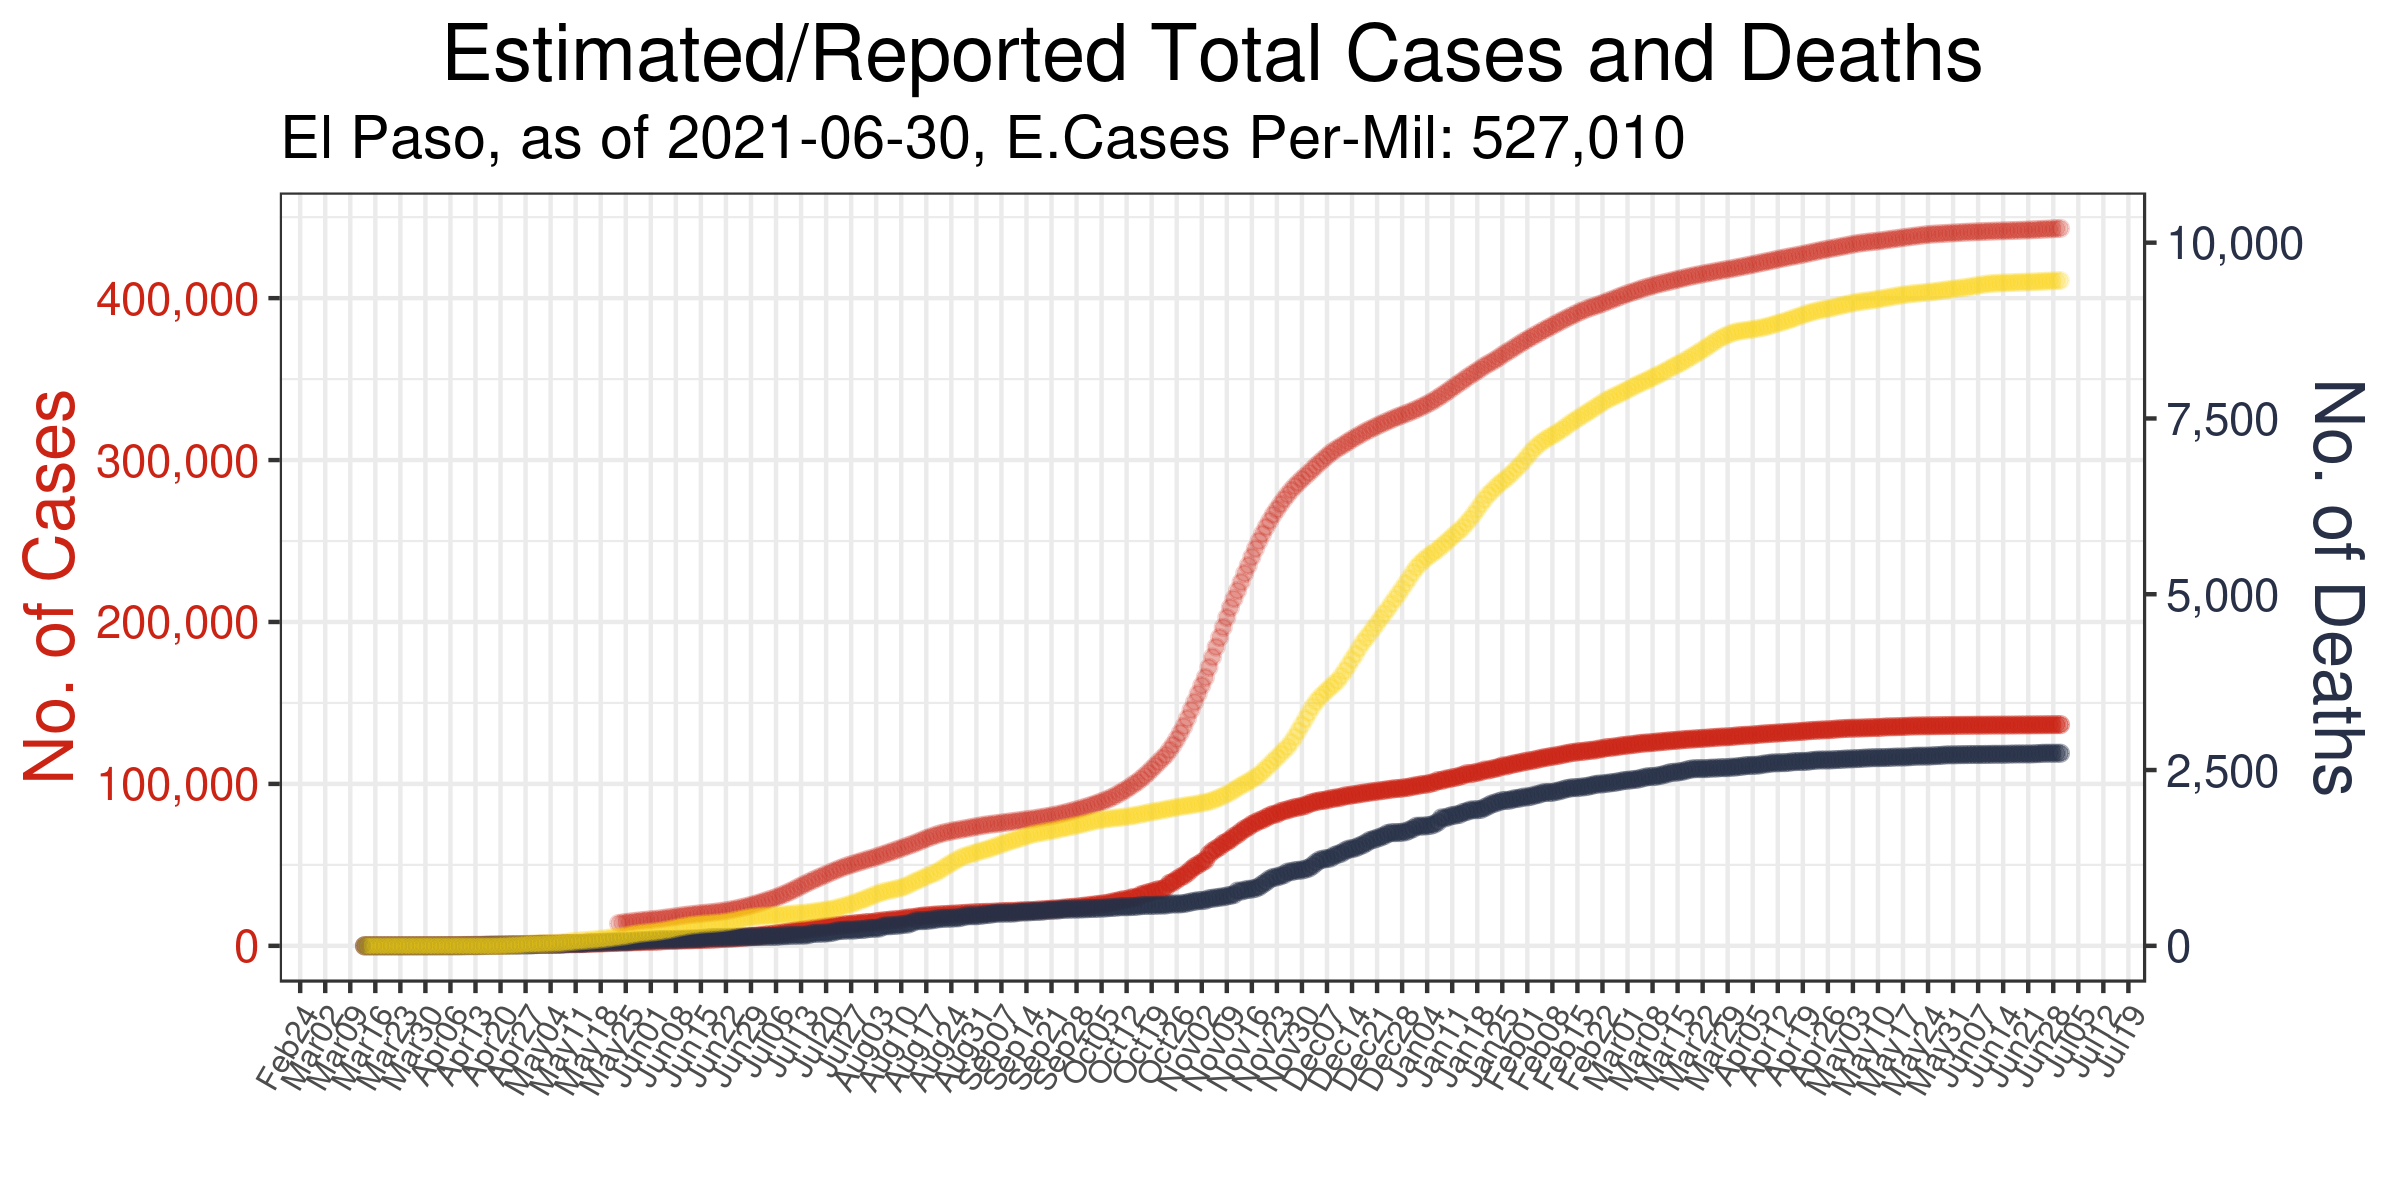 Estimated/Reported Total Cases and Deaths
El Paso, as of 2021-06-30, E.Cases Per-Mil: 527,010
No. of Cases
400,000
300,000
200,000
100,000
0
10,000
7,500
5,000
2,500
0
No. of Deaths
Feb24
Mar02
Mar09
Mar16
Mar23
Mar30
Apr06
Apr13
Apr20
Apr27
May04
May11
May18
May25
Jun01
Jun08
Jun15
Jun22
Jun29
Jul06
Jul13
Jul20
Jul27
Aug03
Aug10
Aug17
Aug24
Aug31
Sep07
Sep14
Sep21
Sep28
Oct05
Oct12
Oct19
Oct26
Nov02
Nov09
Nov16
Nov23
Nov30
Dec07
Dec14
Dec21
Dec28
Jan04
Jan11
Jan18
Jan25
Feb01
Feb08
Feb15
Feb22
Mar01
Mar08
Mar15
Mar22
Mar29
Apr05
Apr12
Apr19
Apr26
May03
May10
May17
May24
May31
Jun07
Jun14
Jun21
Jun28
Jul05
Jul12
Jul19